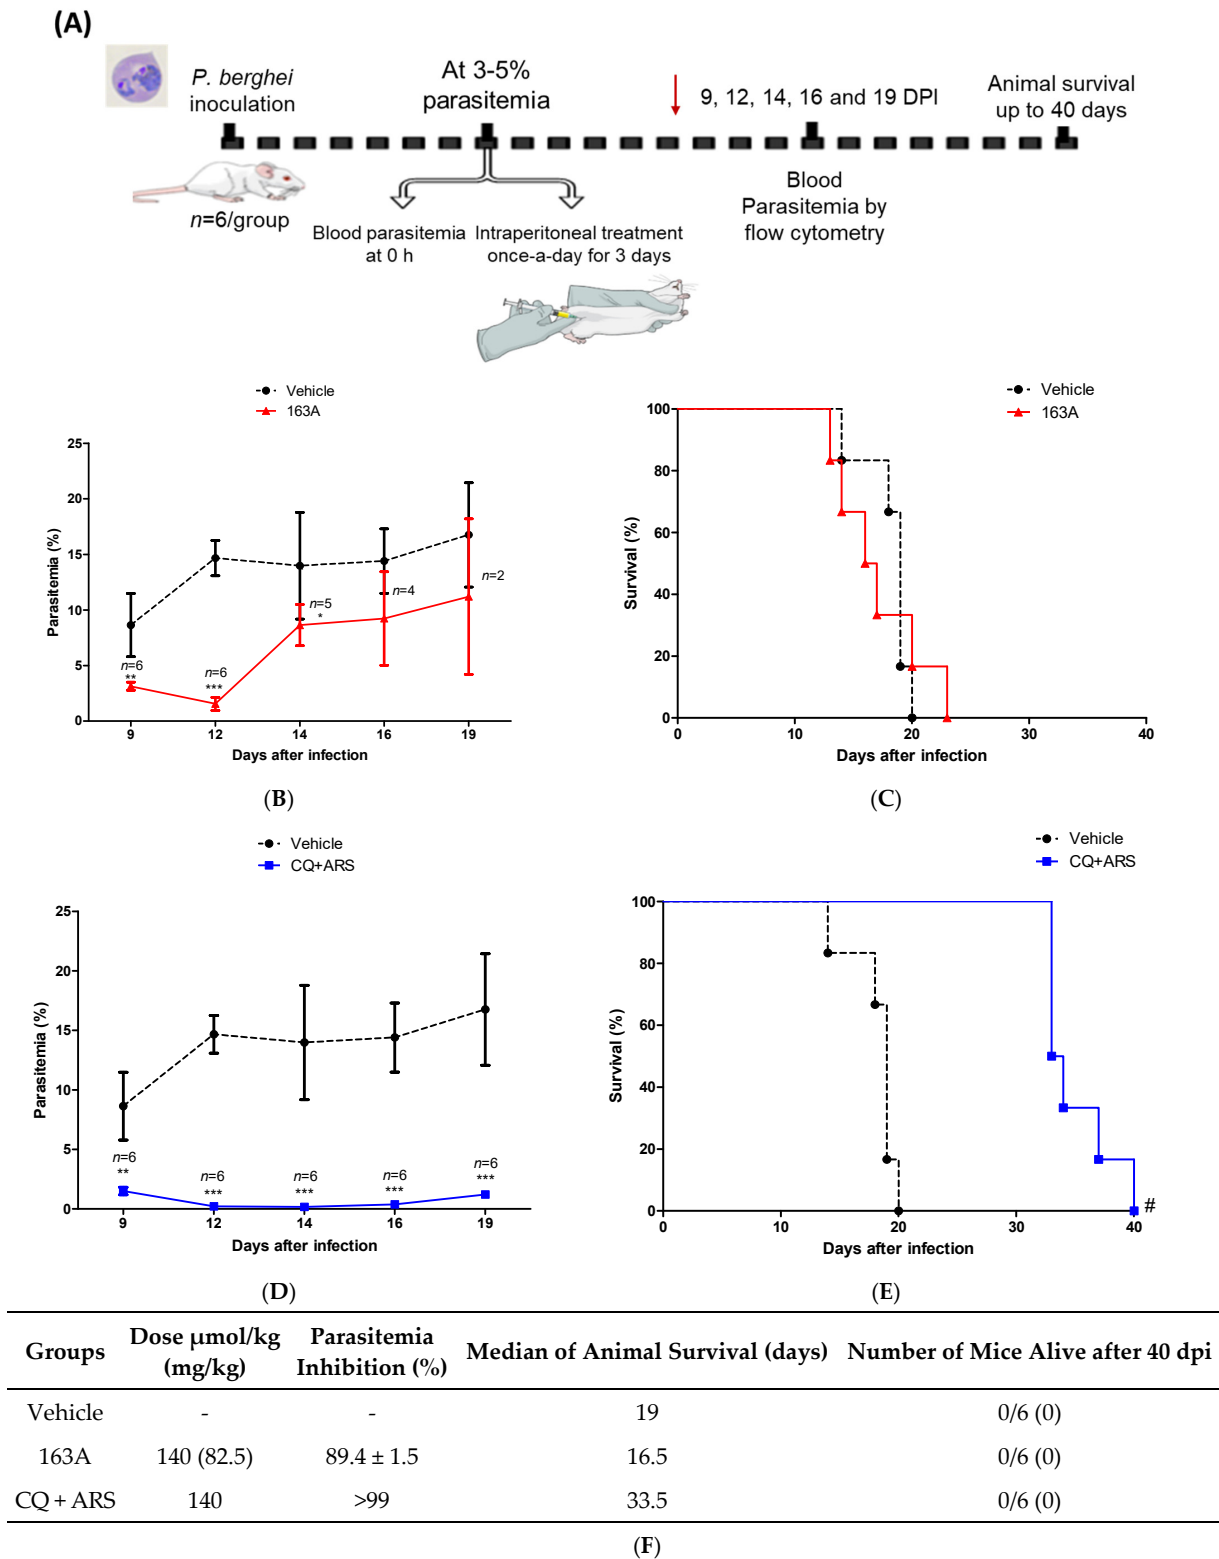 (A)
P. berghei
inoculation
At 3-5%
parasitemia
9, 12, 14, 16 and 19 DPI
Animal survival
up to 40 days
n=6/group
Blood parasitemia
at 0 h
Intraperitoneal treatment
once-a-day for 3 days
Blood
Parasitemia by
flow cytometry
Vehicle
163A
Parasitemia (%)
25
20
15
10
5
0
n=6
**
n=6
***
n=5
*
n=4
n=2
9 12 14 16 19
Days after infection
(B)
Vehicle
163A
Survival (%)
100
80
60
40
20
0
0 10 20 30 40
Days after infection
(C)
Vehicle
CQ+ARS
Parasitemia (%)
25
20
15
10
5
0
n=6
**
n=6
***
n=6
***
n=6
***
n=6
***
9 12 14 16 19
Days after infection
(D)
Vehicle
CQ+ARS
Survival (%)
100
80
60
40
20
0
#
0 10 20 30 40
Days after infection
(E)
Groups Dose μmol/kg (mg/kg) Parasitemia Inhibition (%) Median of Animal Survival (days) Number of Mice Alive after 40 dpi
Vehicle - - 19 0/6 (0)
163A 140 (82.5) 89.4 ± 1.5 16.5 0/6 (0)
CQ + ARS 140 >99 33.5 0/6 (0)
(F)